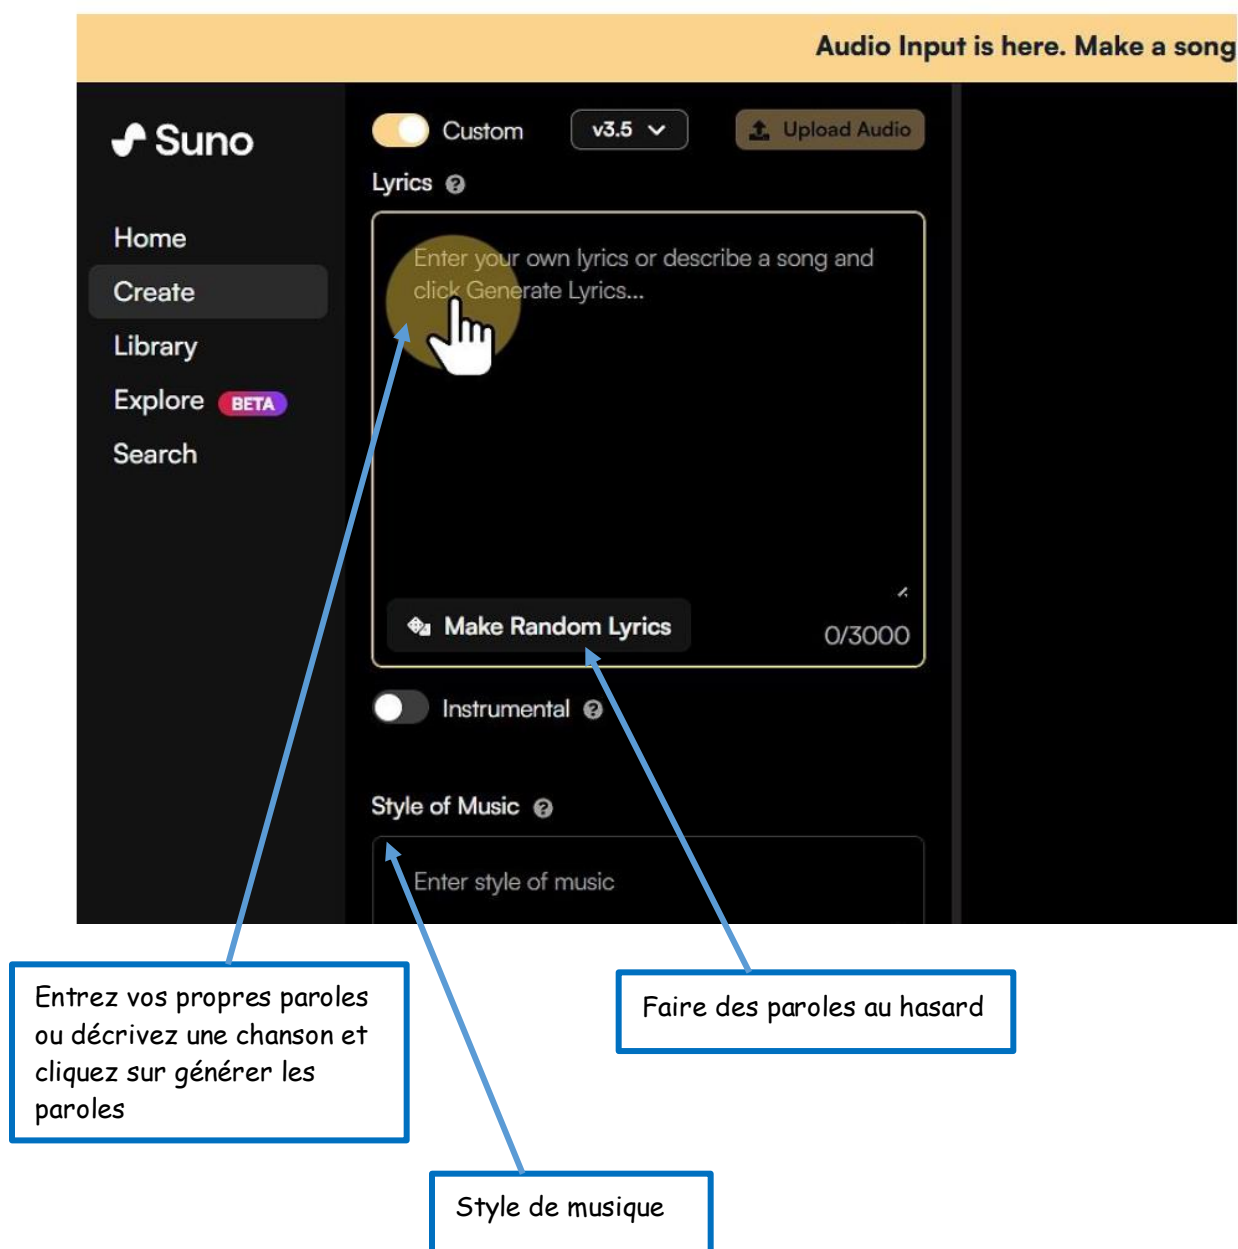 Audio Input is here. Make a song
Suno
Home
Create
Library
Explore BETA
Search
Custom
v3.5
Upload Audio
Lyrics
Enter your own lyrics or describe a song and
click Generate Lyrics...
Make Random Lyrics
0/3000
Instrumental
Style of Music
Enter style of music
Entrez vos propres paroles
ou décrivez une chanson et
cliquez sur générer les
paroles
Faire des paroles au hasard
Style de musique